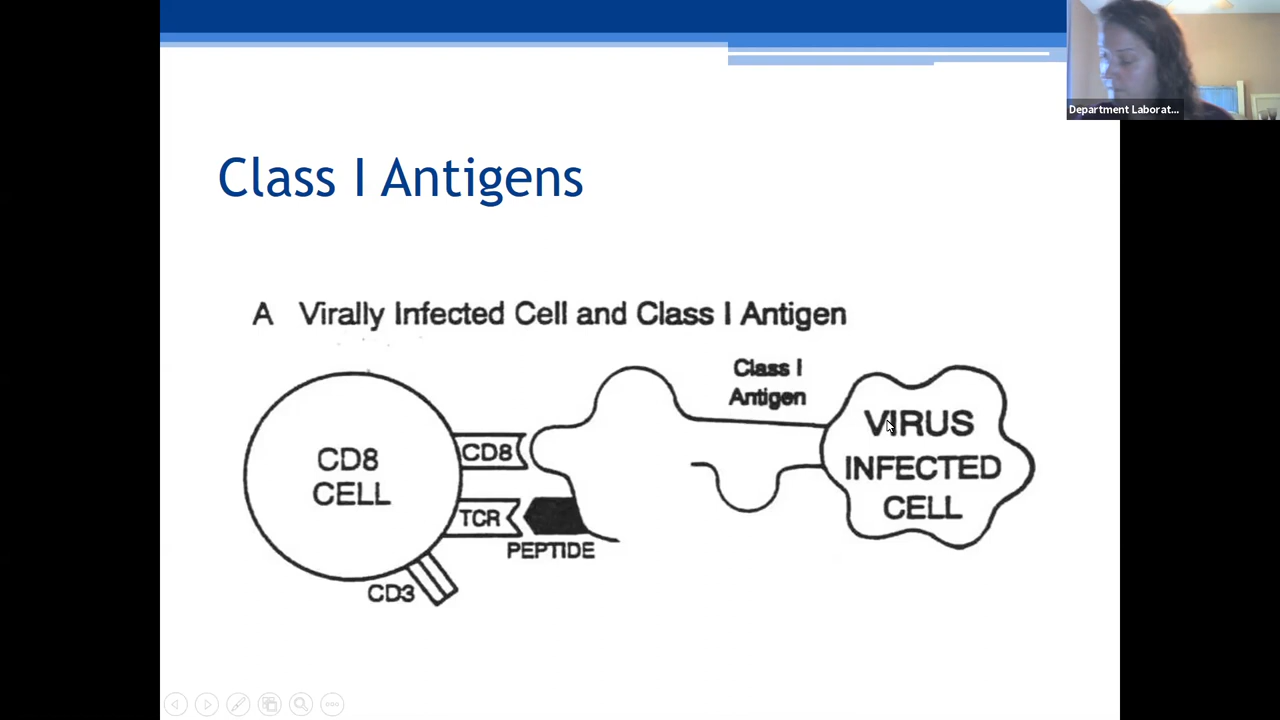 Department Laborat...
Class I Antigens
A Virally Infected Cell and Class I Antigen
Class I
Antigen
CD8
CELL
CD8
TCR
PEPTIDE
CD3
VIRUS
INFECTED
CELL